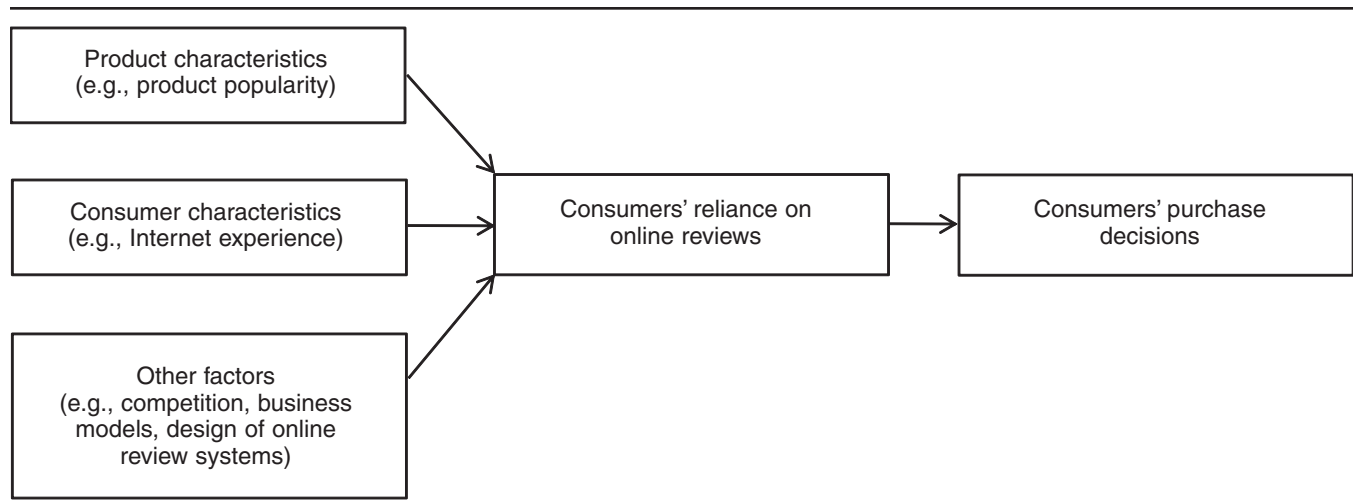 Product characteristics
(e.g., product popularity)
Consumer characteristics
(e.g., Internet experience)
Other factors
(e.g., competition, business
models, design of online
review systems)
Consumers’ reliance on
online reviews
Consumers’ purchase
decisions